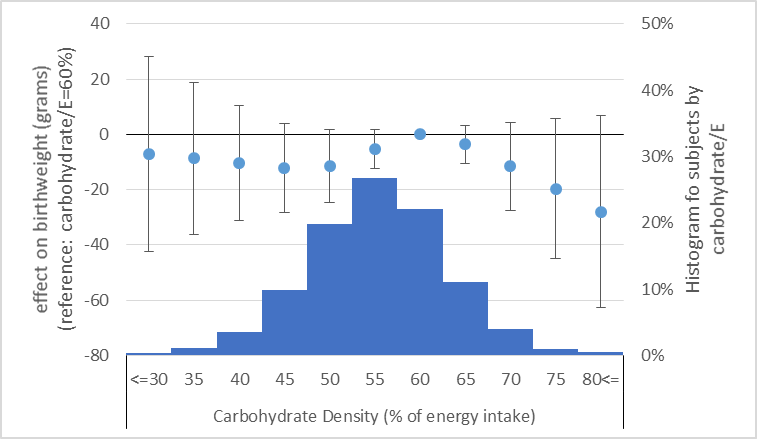 effect on birthweight (grams)
(reference: carbohydrate/E=60%)
40
20
0
-20
-40
-60
-80
50%
40%
30%
20%
10%
0%
Histogram fo subjects by
carbohydrate/E
<=30 35 40 45 50 55 60 65 70 75 80<=
Carbohydrate Density (% of energy intake)